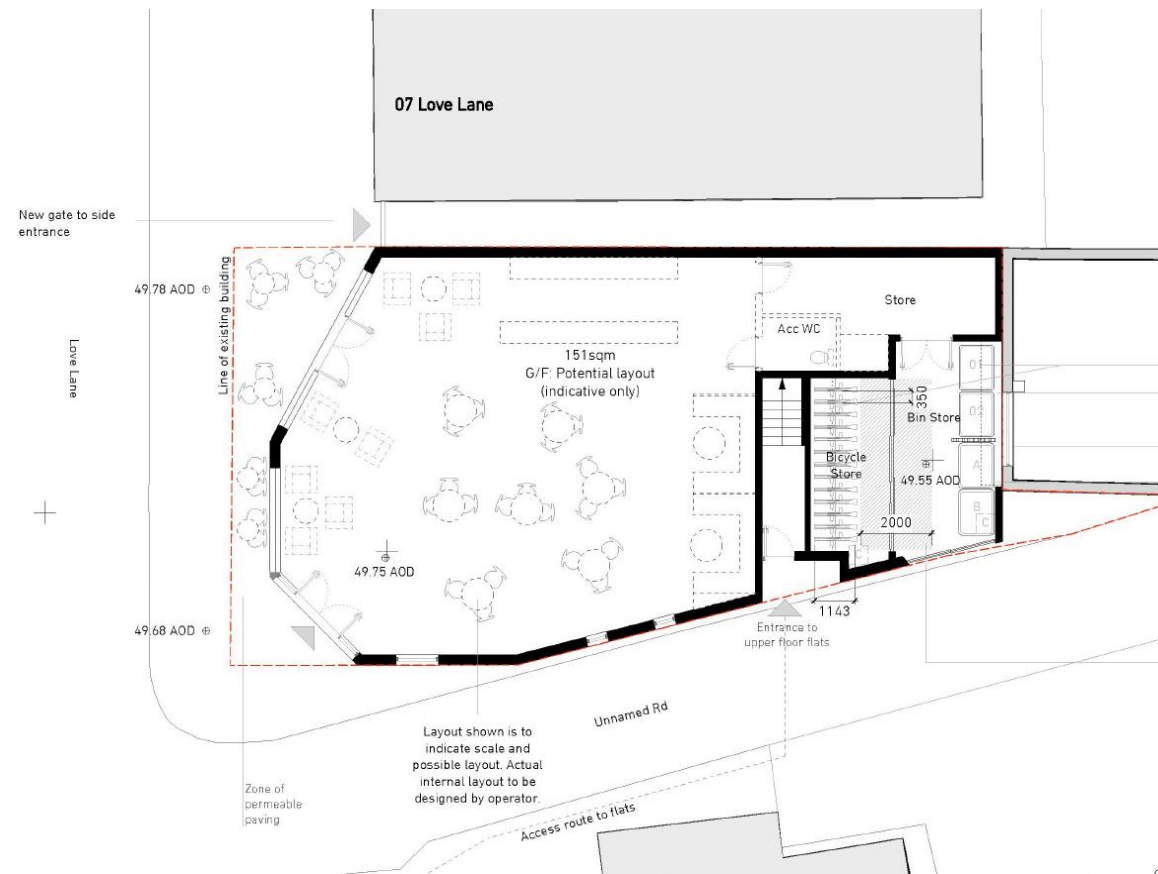 07 Love Lane
New gate to side
entrance
49.78 AOD
Line of existing building
Love Lane
Store
Acc WC
151sqm
G/F: Potential layout
(indicative only)
01
350
02
Bin Store
Bicycle
Store
A
49.55 AOD
B
C
2000
49.75 AOD
1143
49.68 AOD
Entrance to
upper floor flats
Unnamed Rd
Layout shown is to
indicate scale and
possible layout. Actual
internal layout to be
designed by operator.
Zone of
permeable
paving
Access route to flats